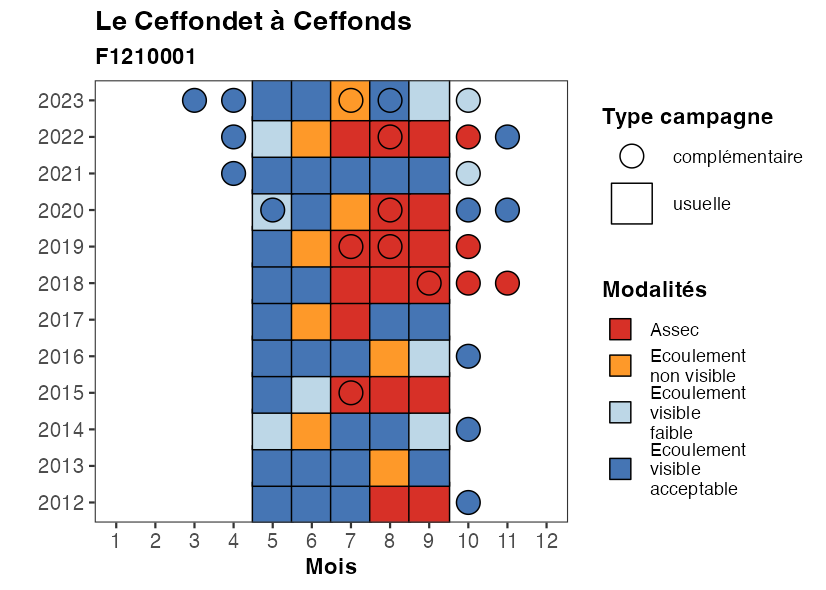 Le Ceffondet à Ceffonds
F1210001
2023
2022
2021
2020
2019
2018
2017
2016
2015
2014
2013
2012
1 2 3 4 5 6 7 8 9 10 11 12
Mois
Type campagne
complémentaire
usuelle
Modalités
Assec
Ecoulement
non visible
Ecoulement
visible
faible
Ecoulement
visible
acceptable